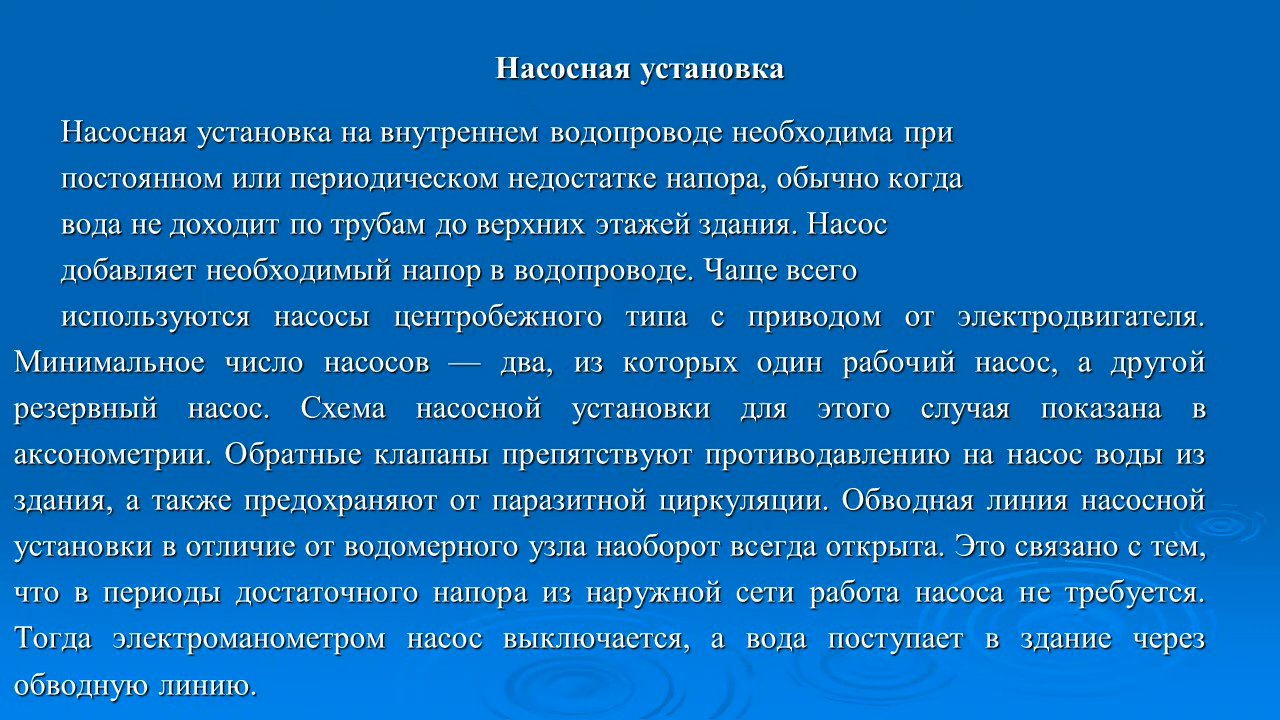 Насосная установка
Насосная установка на внутреннем водопроводе необходима при
постоянном или периодическом недостатке напора, обычно когда
вода не доходит по трубам до верхних этажей здания. Насос
добавляет необходимый напор в водопроводе. Чаще всего
используются насосы центробежного типа с приводом от электродвигателя.
Минимальное число насосов — два, из которых один рабочий насос, а другой
резервный насос. Схема насосной установки для этого случая показана в
аксонометрии. Обратные клапаны препятствуют противодавлению на насос воды из
здания, а также предохраняют от паразитной циркуляции. Обводная линия насосной
установки в отличие от водомерного узла наоборот всегда открыта. Это связано с тем,
что в периоды достаточного напора из наружной сети работа насоса не требуется.
Тогда электроманометром насос выключается, а вода поступает в здание через
обводную линию.